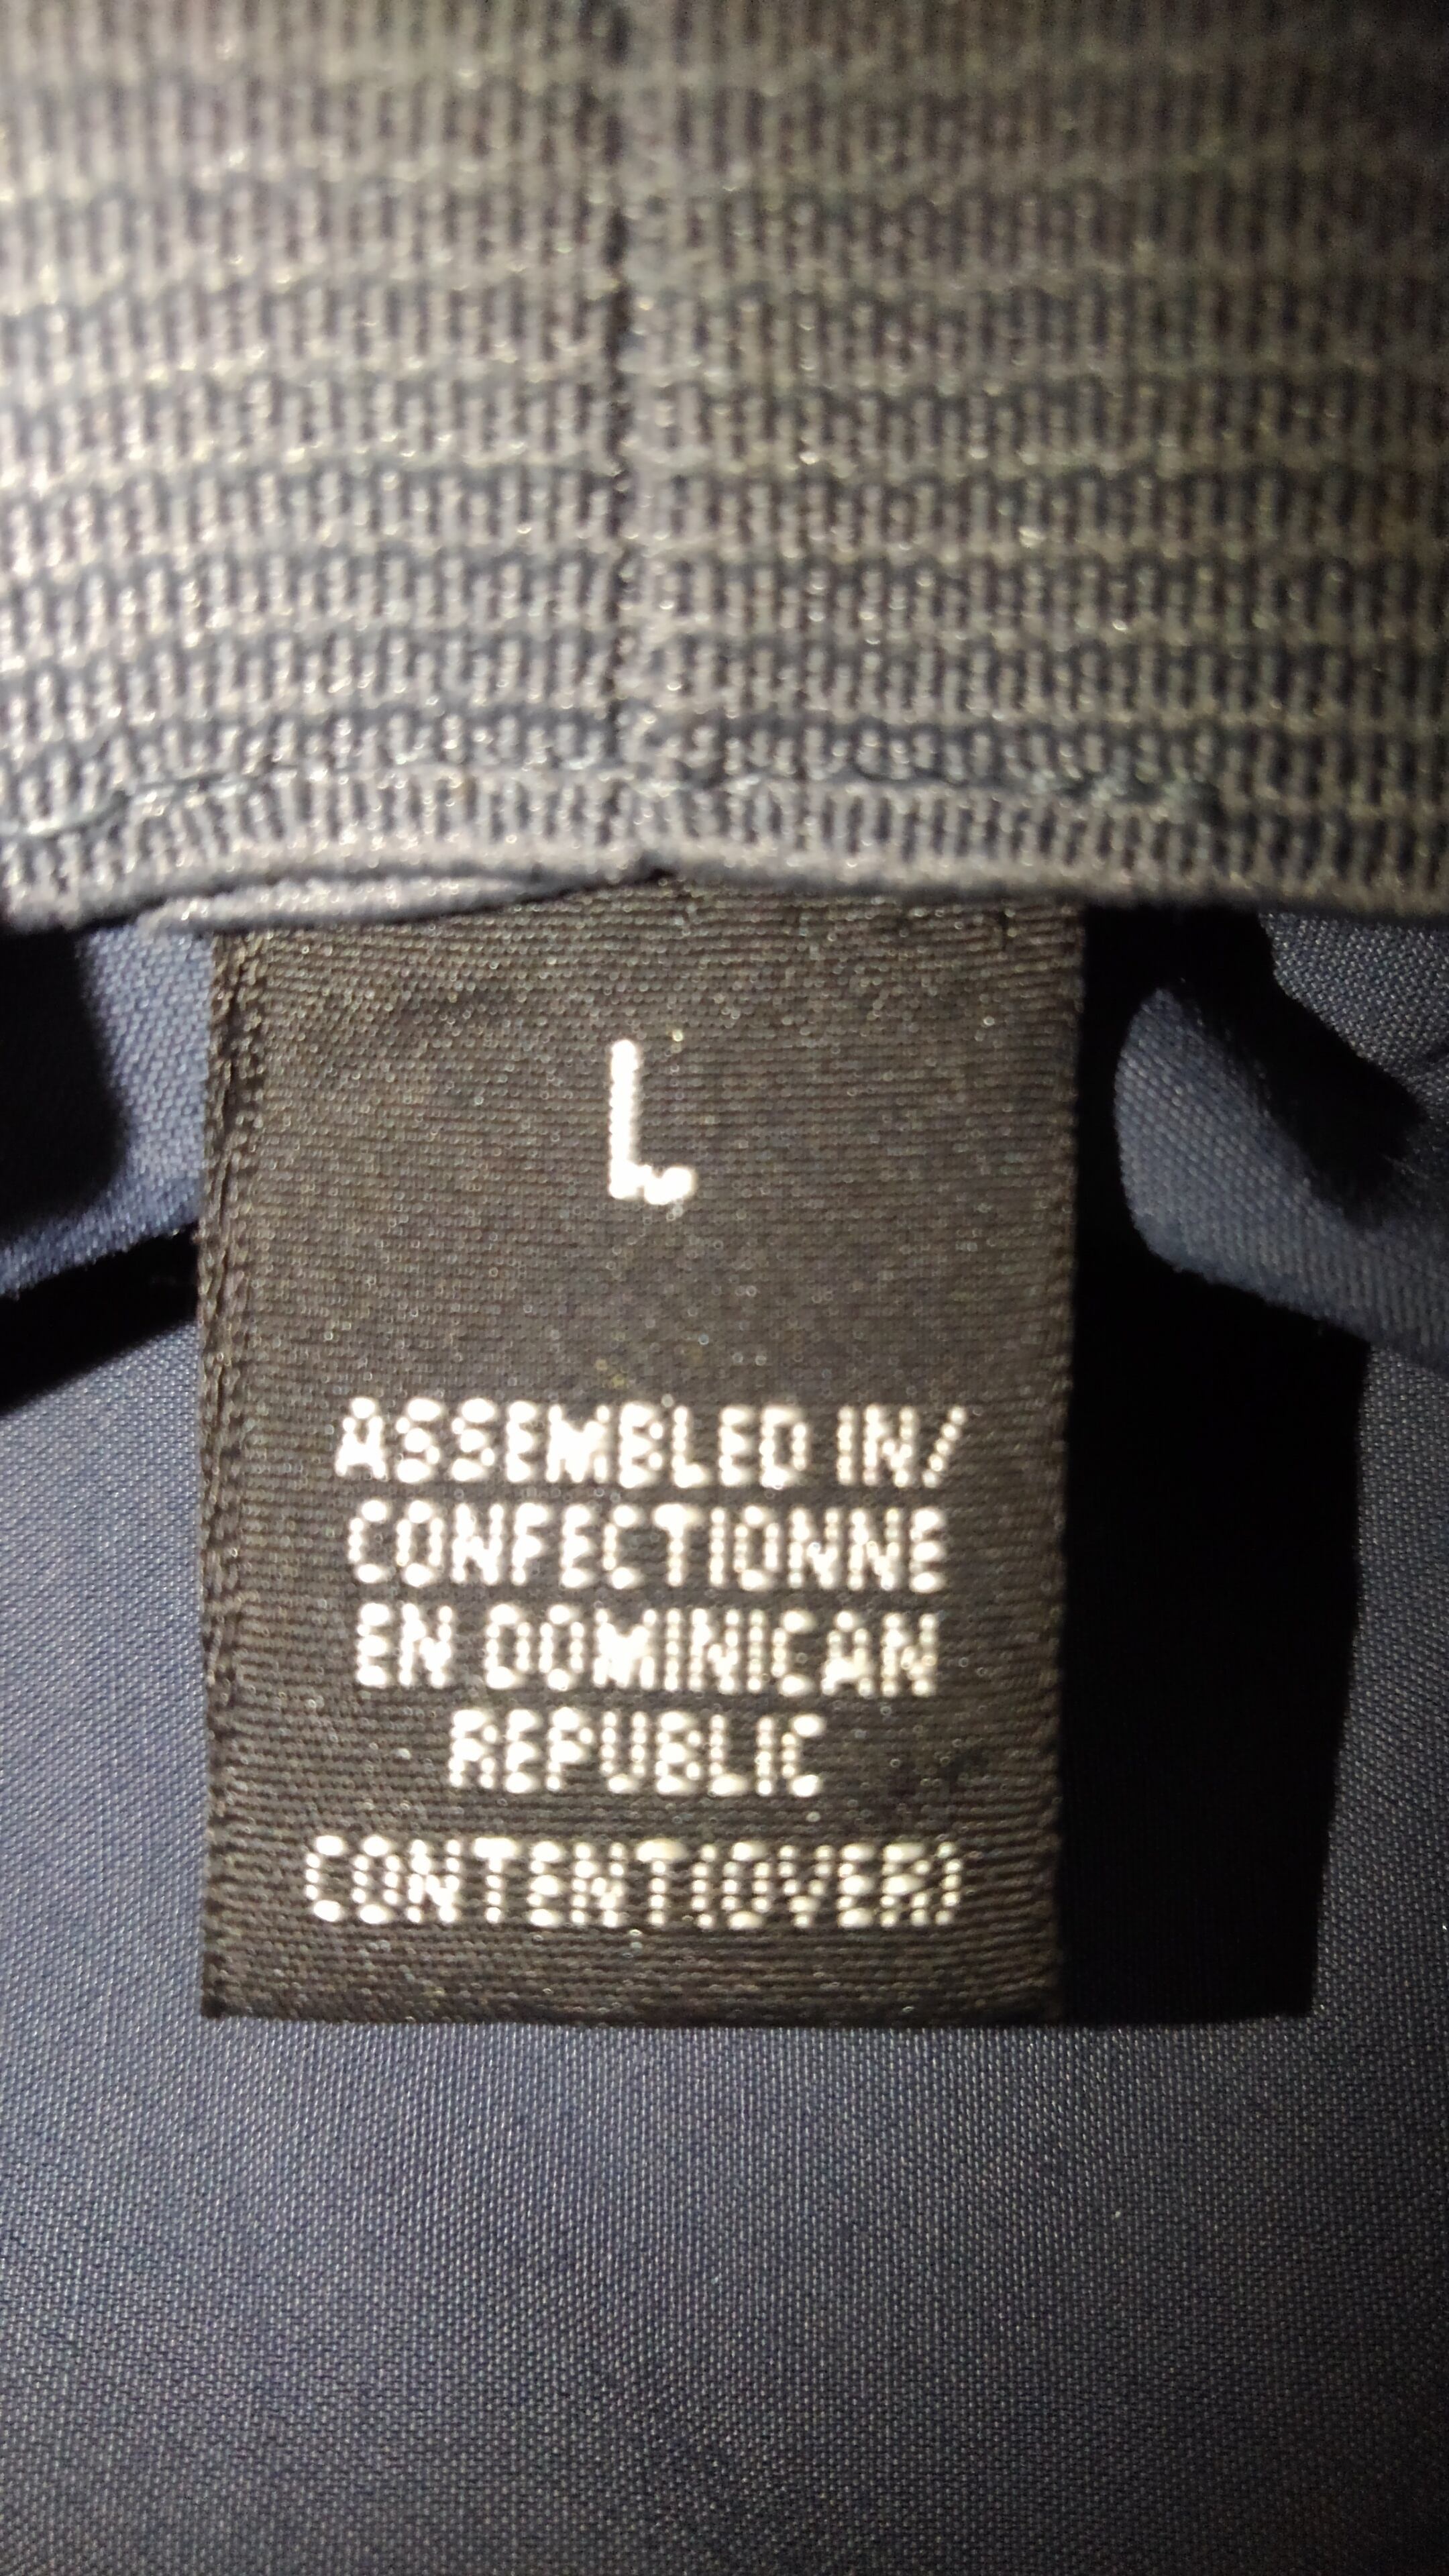 L
ASSEMBLED IN/
CONFECTIONNE
EN DOMINICAN
REPUBLIC
CONTENT(OVER)